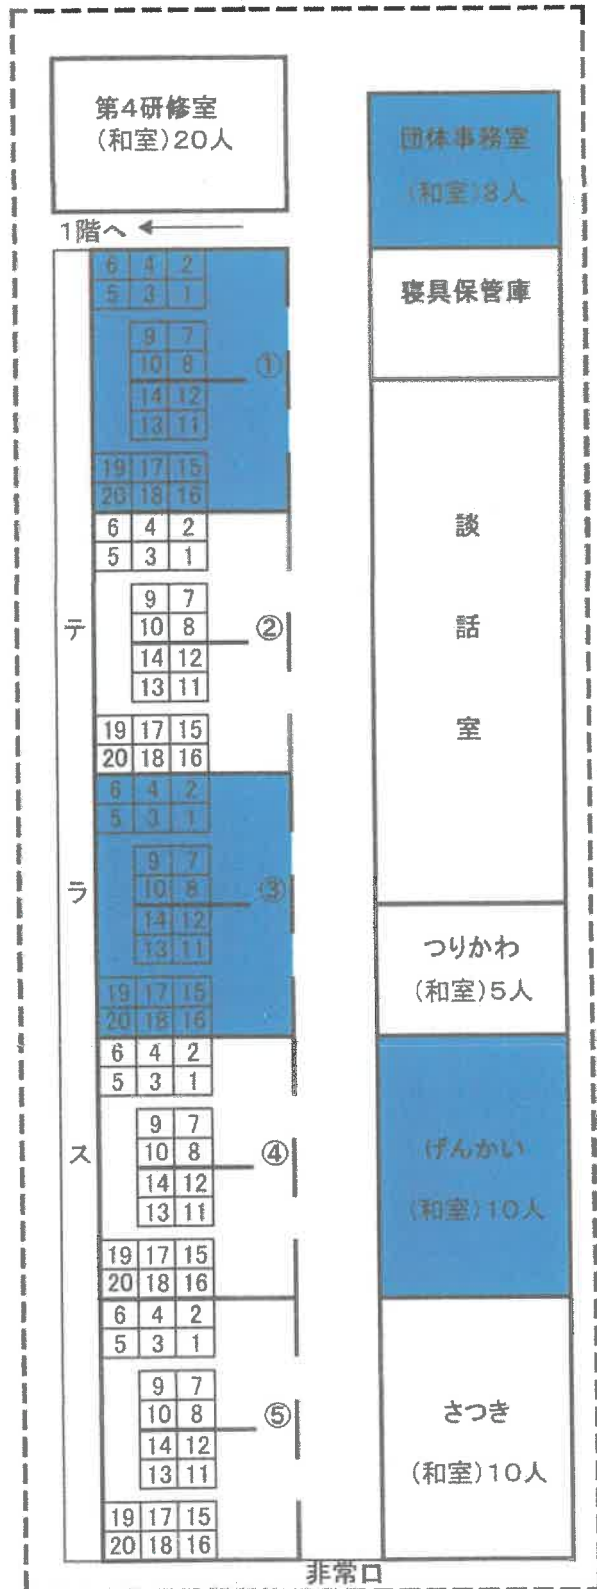 第4研修室
(和室)20人
1階へ
団体事務室
(和室)8人
寝具保管庫
談
話
室
つりかわ
(和室)5人
げんかい
(和室)10人
さつき
(和室)10人
テ
ラ
ス
6 4 2
5 3 1
9 7
10 8
①
14 12
13 11
19 17 15
20 18 16
6 4 2
5 3 1
9 7
10 8
②
14 12
13 11
19 17 15
20 18 16
6 4 2
5 3 1
9 7
10 8
③
14 12
13 11
19 17 15
20 18 16
6 4 2
5 3 1
9 7
10 8
④
14 12
13 11
19 17 15
20 18 16
6 4 2
5 3 1
9 7
10 8
⑤
14 12
13 11
19 17 15
20 18 16
非常口